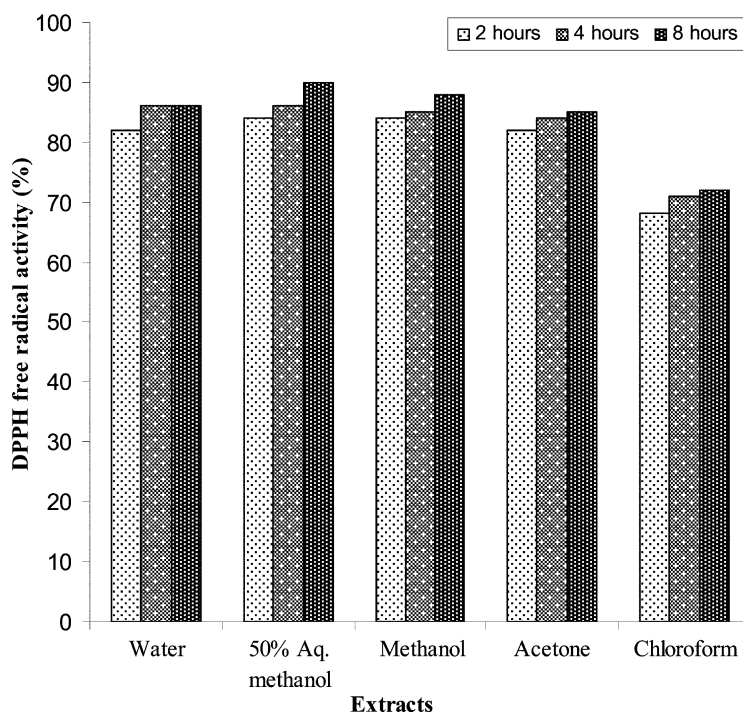 100
90
80
70
60
50
40
30
20
10
0
DPPH free radical activity (%)
2 hours 4 hours 8 hours
Water 50% Aq. Methanol Acetone Chloroform
methanol
Extracts